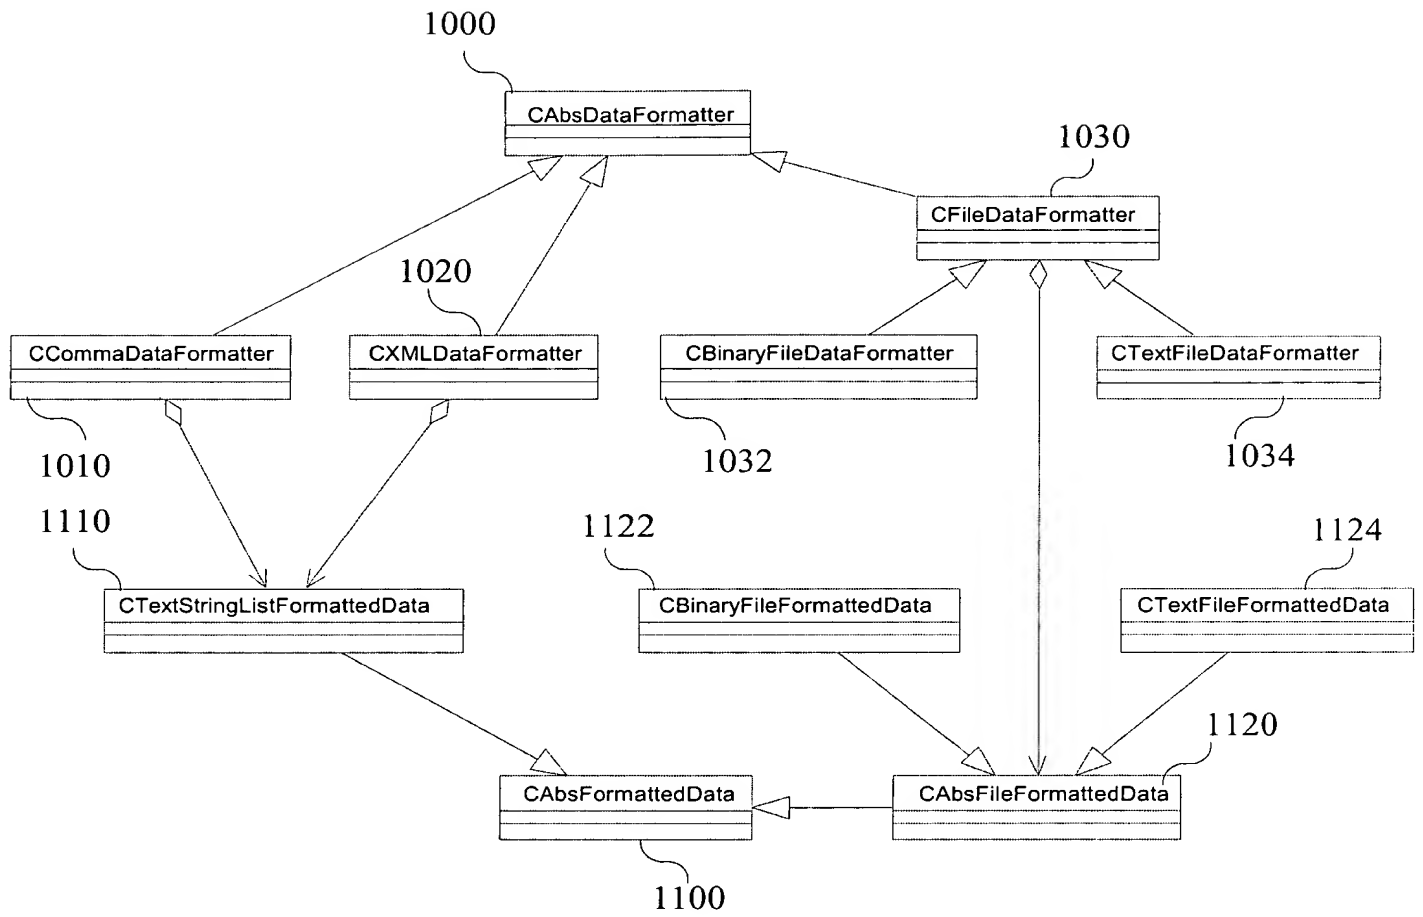 1000
CAbsDataFormatter
1030
CFileDataFormatter
1020
CCommaDataFormatter
CXMLDataFormatter
CBinaryFileDataFormatter
CTextFileDataFormatter
1010
1032
1034
1110
1122
1124
CTextStringListFormattedData
CBinaryFileFormattedData
CTextFileFormattedData
1120
CAbsFormattedData
CAbsFileFormattedData
1100